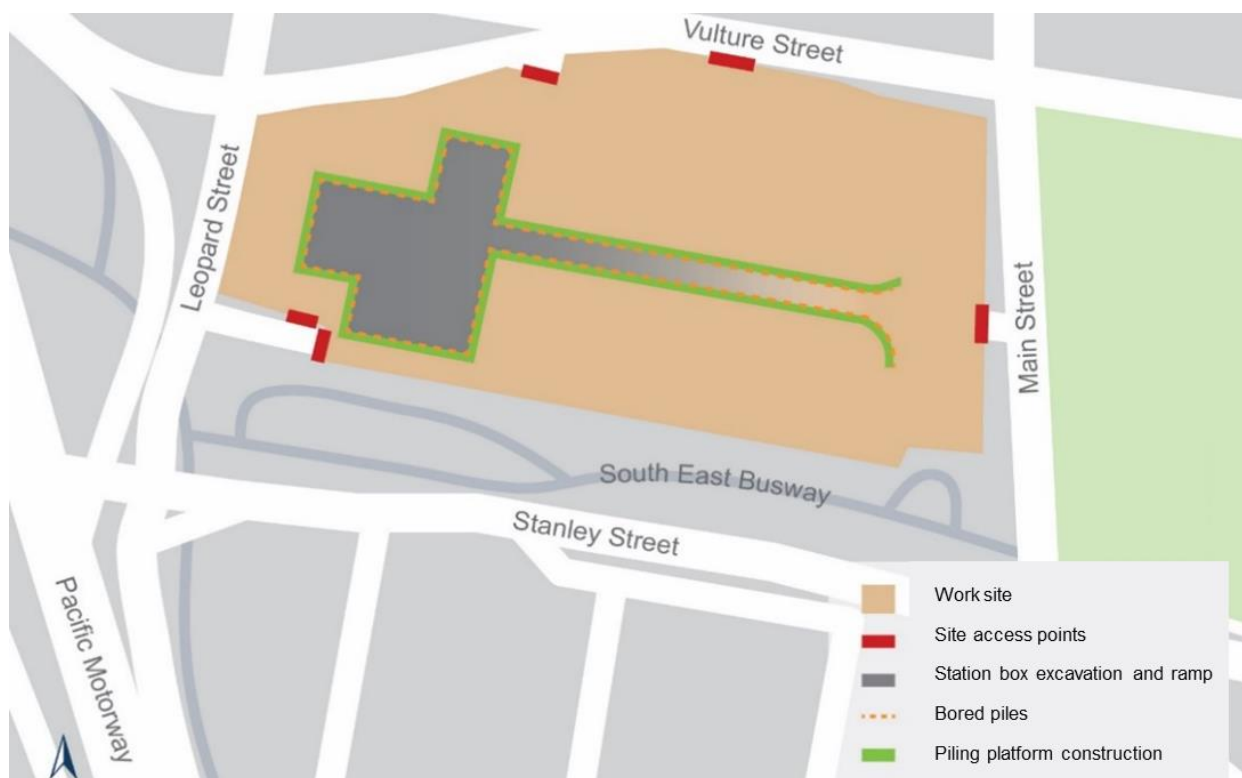 Vulture Street
Leopard Street
Main Street
South East Busway
Stanley Street
Pacific Motorway
Work site
Site access points
Station box excavation and ramp
Bored piles
Piling platform construction